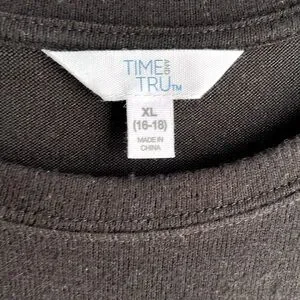 TIME AND
TRU™
XL
(16-18)
MADE IN
CHINA